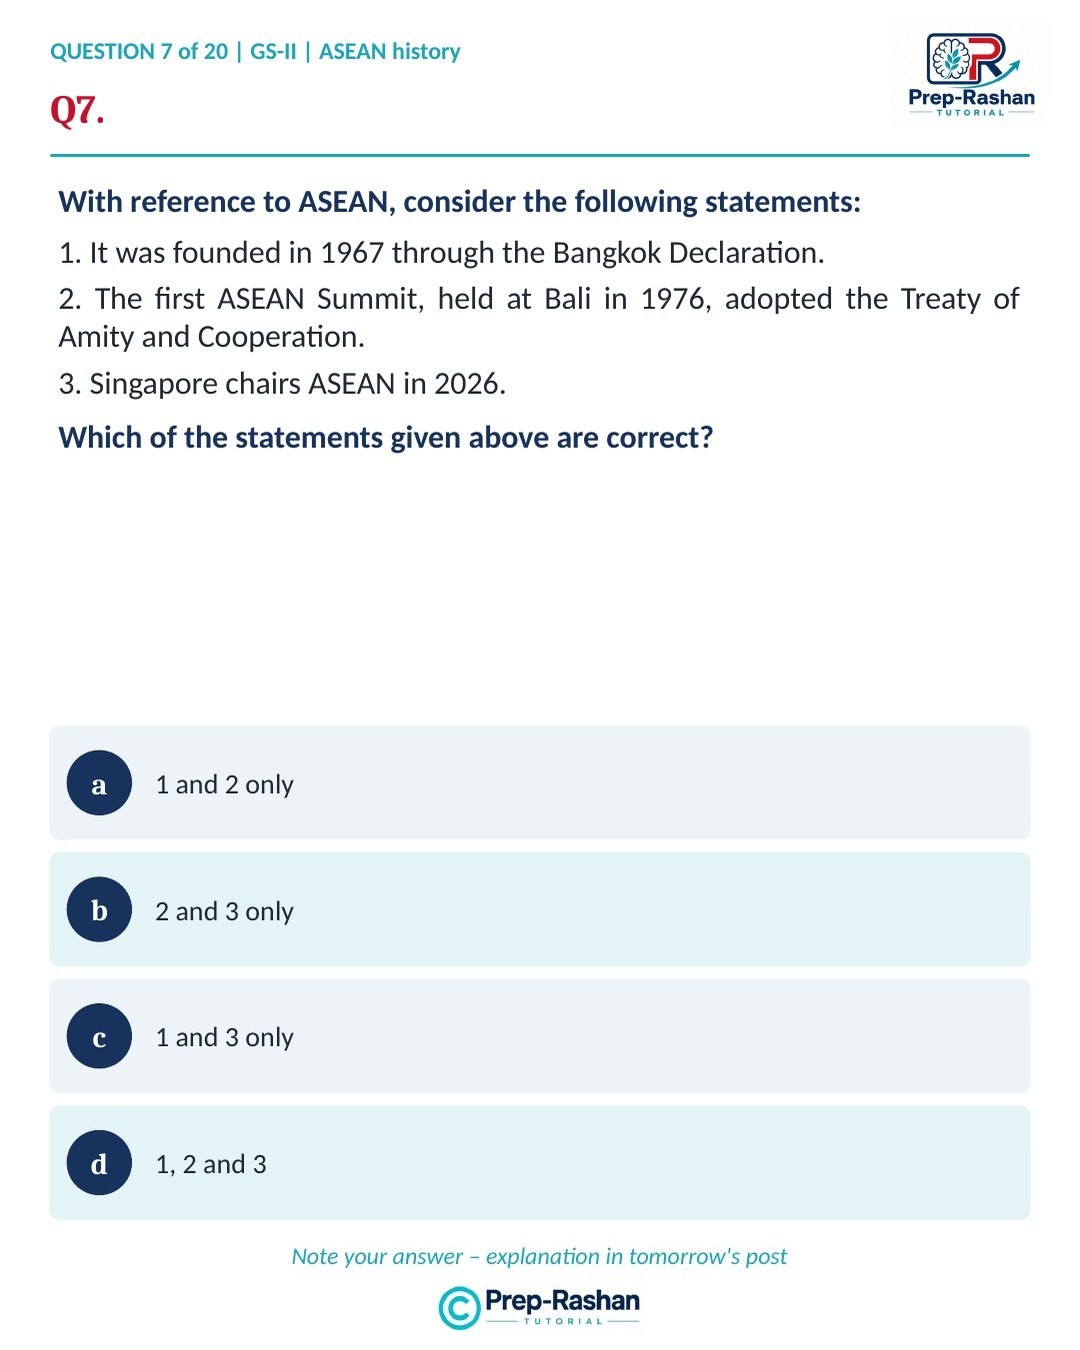 QUESTION 7 of 20 | GS-II | ASEAN history
Q7.
Prep-Rashan
TUTORIAL
With reference to ASEAN, consider the following statements:
1. It was founded in 1967 through the Bangkok Declaration.
2. The first ASEAN Summit, held at Bali in 1976, adopted the Treaty of
Amity and Cooperation.
3. Singapore chairs ASEAN in 2026.
Which of the statements given above are correct?
a 1 and 2 only
b 2 and 3 only
c 1 and 3 only
d 1, 2 and 3
Note your answer – explanation in tomorrow's post
© Prep-Rashan
TUTORIAL